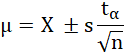 μ = X ± s tα/√n